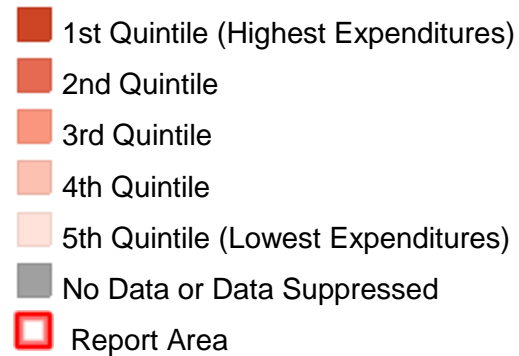 1st Quintile (Highest Expenditures)
2nd Quintile
3rd Quintile
4th Quintile
5th Quintile (Lowest Expenditures)
No Data or Data Suppressed
Report Area